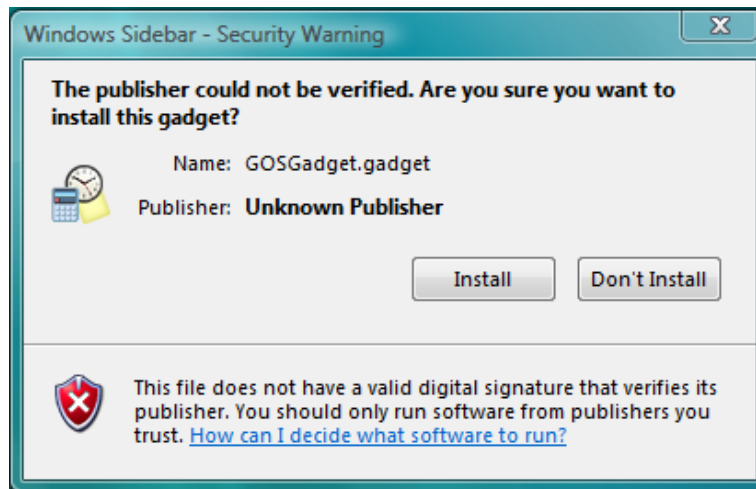 Windows Sidebar - Security Warning
The publisher could not be verified. Are you sure you want to
install this gadget?
Name: GOSGadget.gadget
Publisher: Unknown Publisher
Install Don't Install
This file does not have a valid digital signature that verifies its
publisher. You should only run software from publishers you
trust. How can I decide what software to run?